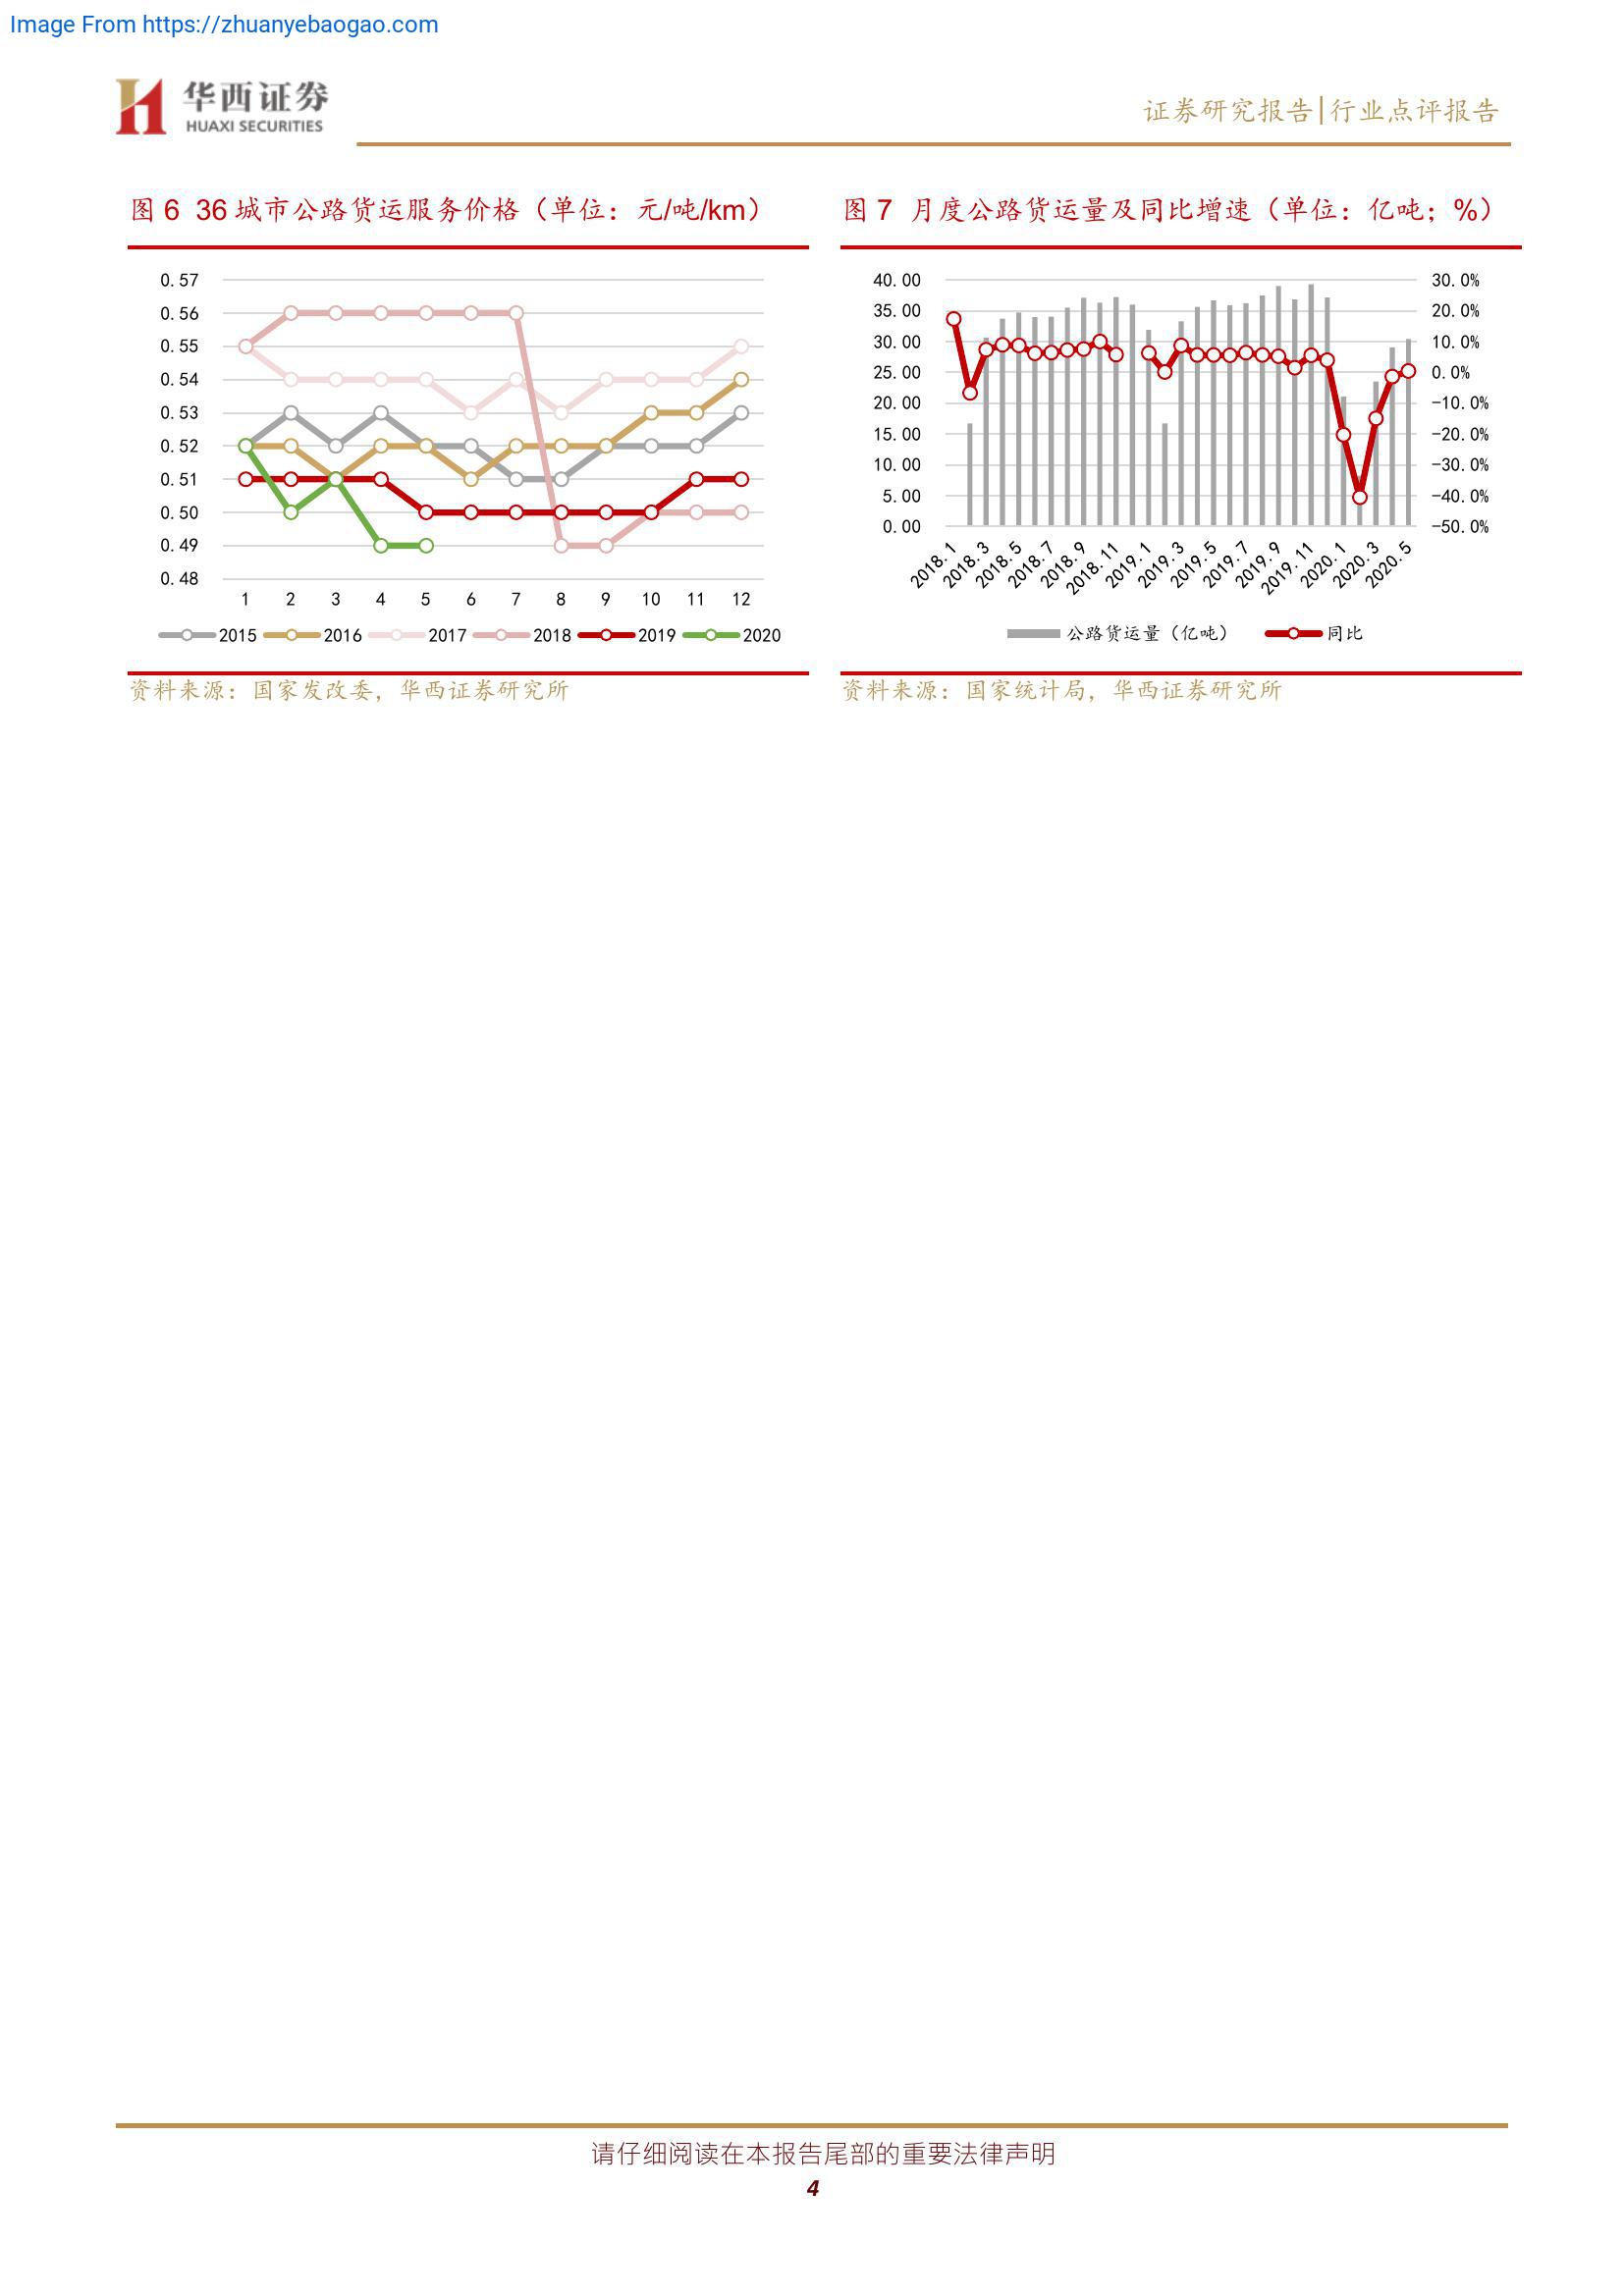 Image From https://zhuanyebaogao.com
华西证券
HUAXI SECURITIES
证券研究报告|行业点评报告
图 6 36 城市公路货运服务价格（单位：元/吨/km）
0.57
0.56
0.55
0.54
0.53
0.52
0.51
0.50
0.49
0.48
1 2 3 4 5 6 7 8 9 10 11 12
2015 2016 2017 2018 2019 2020
资料来源：国家发改委，华西证券研究所
图 7 月度公路货运量及同比增速（单位：亿吨；%）
40.00 30.0%
35.00 20.0%
30.00 10.0%
25.00 0.0%
20.00 -10.0%
15.00 -20.0%
10.00 -30.0%
5.00 -40.0%
0.00 -50.0%
2018.1 2018.3 2018.5 2018.7 2018.9 2018.11 2019.1 2019.3 2019.5 2019.7 2019.9 2019.11 2020.1 2020.3 2020.5
公路货运量（亿吨） 同比
资料来源：国家统计局，华西证券研究所
请仔细阅读在本报告尾部的重要法律声明
4